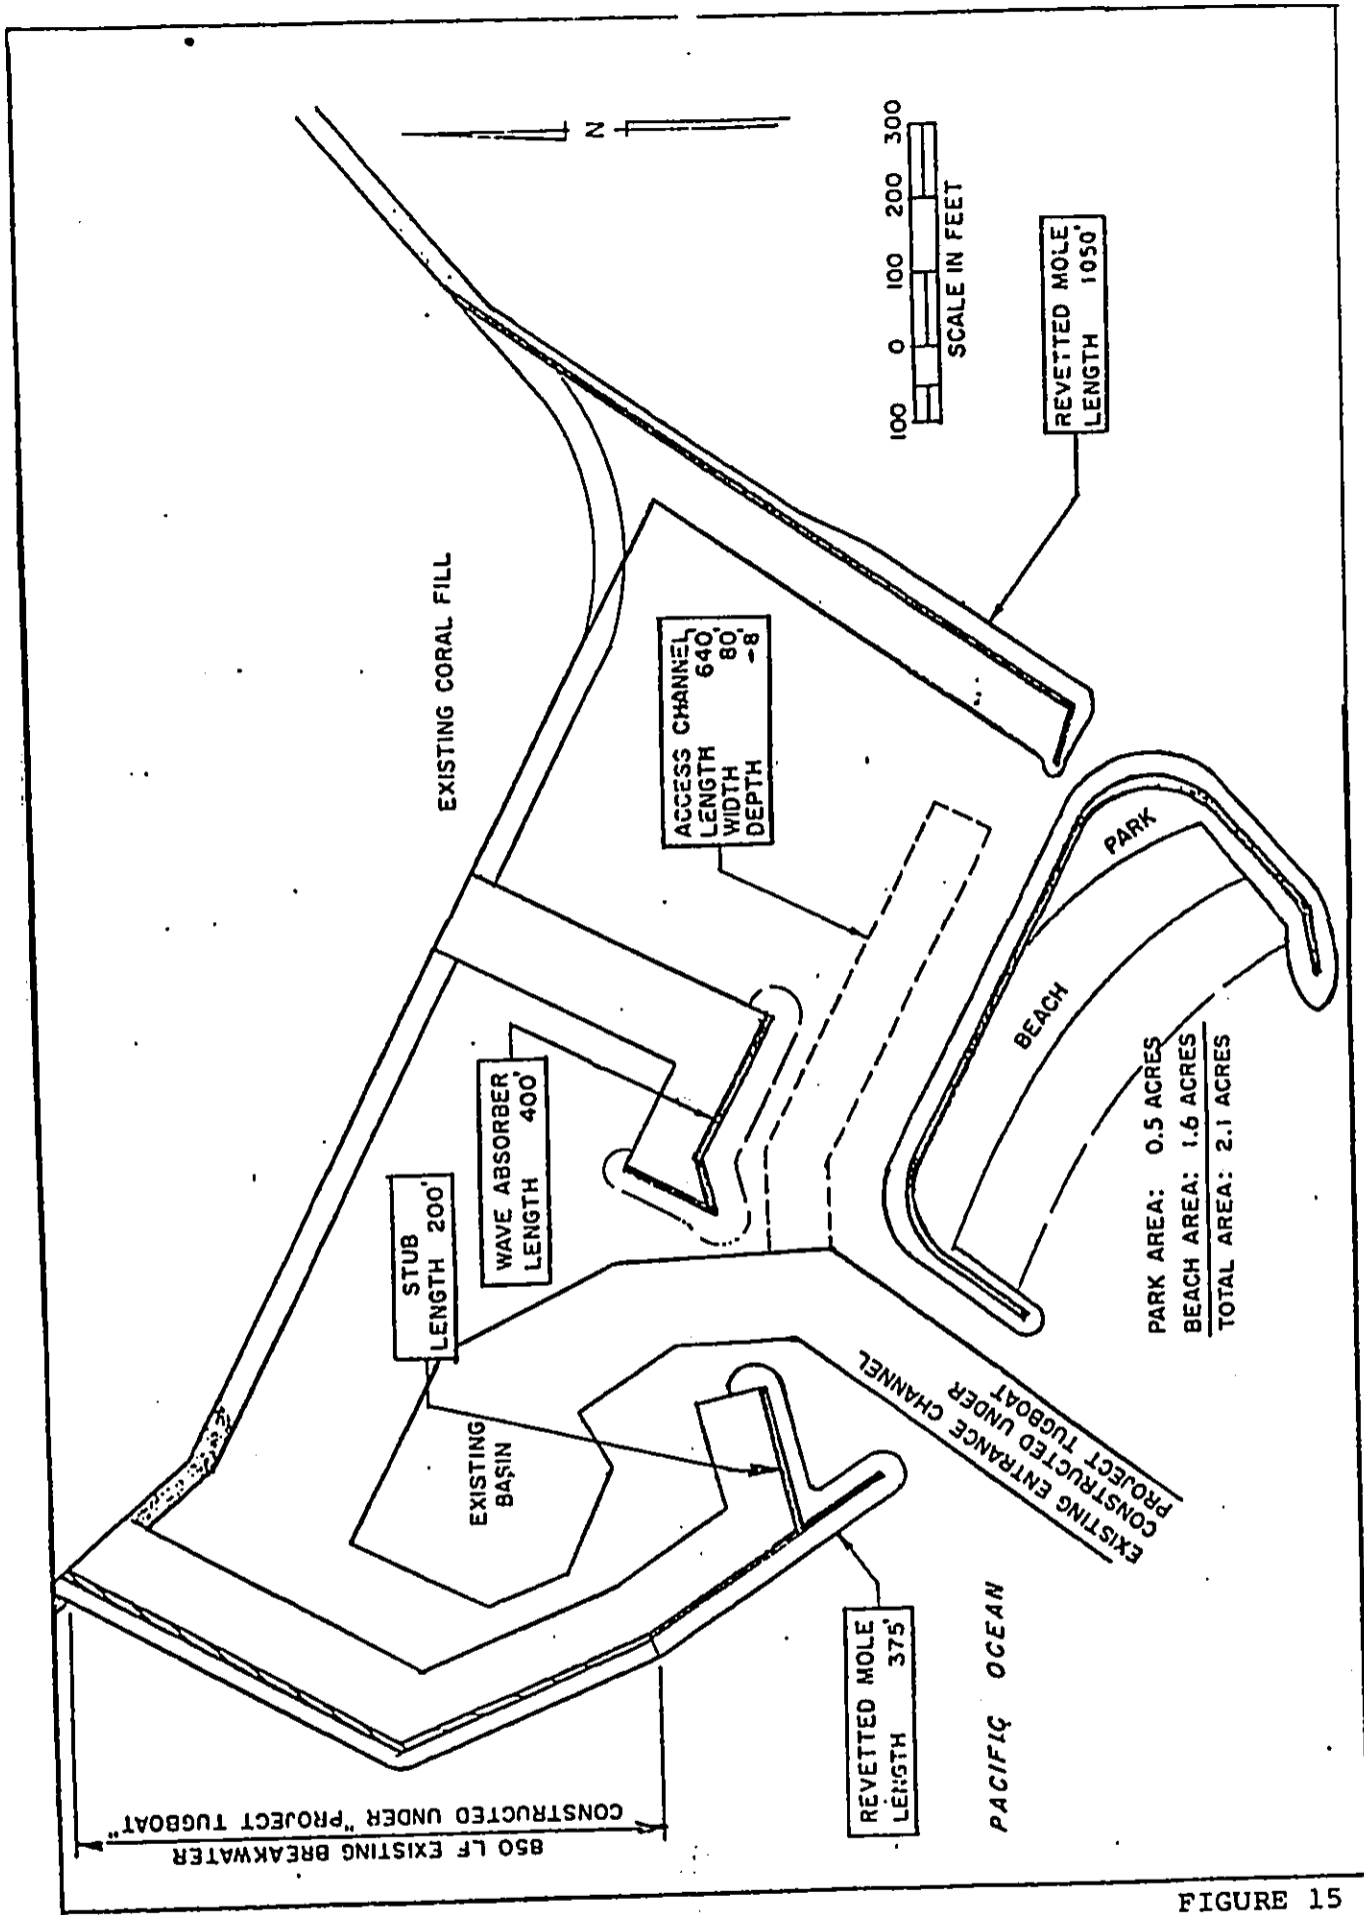 850 LF EXISTING BREAKWATER
CONSTRUCTED UNDER "PROJECT TUGBOAT"
EXISTING CORAL FILL
N
STUB
LENGTH 200'
EXISTING
BASIN
WAVE ABSORBER
LENGTH 400'
ACCESS CHANNEL
LENGTH 640'
WIDTH 80'
DEPTH -8'
100 0 100 200 300
SCALE IN FEET
REVETTED MOLE
LENGTH 1050'
REVETTED MOLE
LENGTH 375'
EXISTING ENTRANCE CHANNEL
CONSTRUCTED UNDER
PROJECT TUGBOAT
PACIFIC OCEAN
BEACH
PARK
PARK AREA: 0.5 ACRES
BEACH AREA: 1.6 ACRES
TOTAL AREA: 2.1 ACRES
FIGURE 15